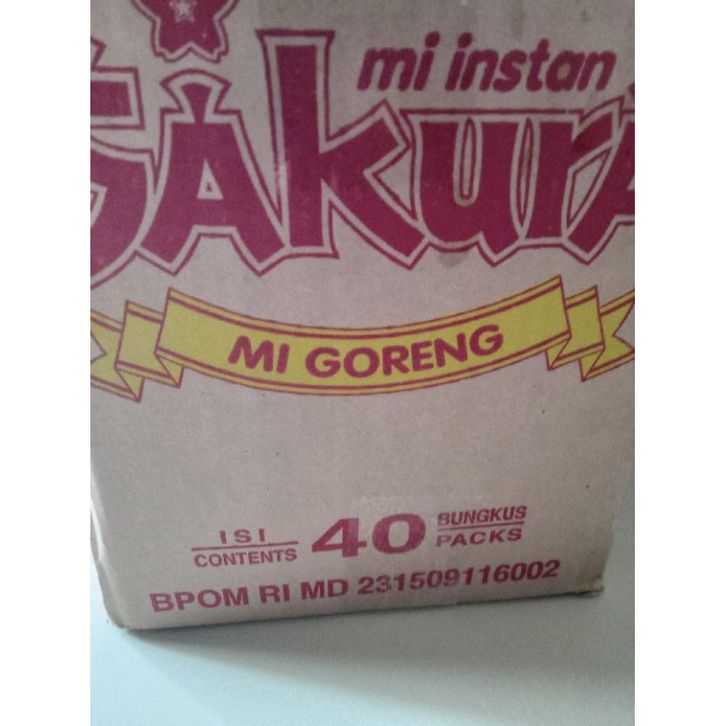 mi instan
SAkurA
MI GORENG
ISI CONTENTS 40 BUNGKUS PACKS
BPOM RI MD 231509116002